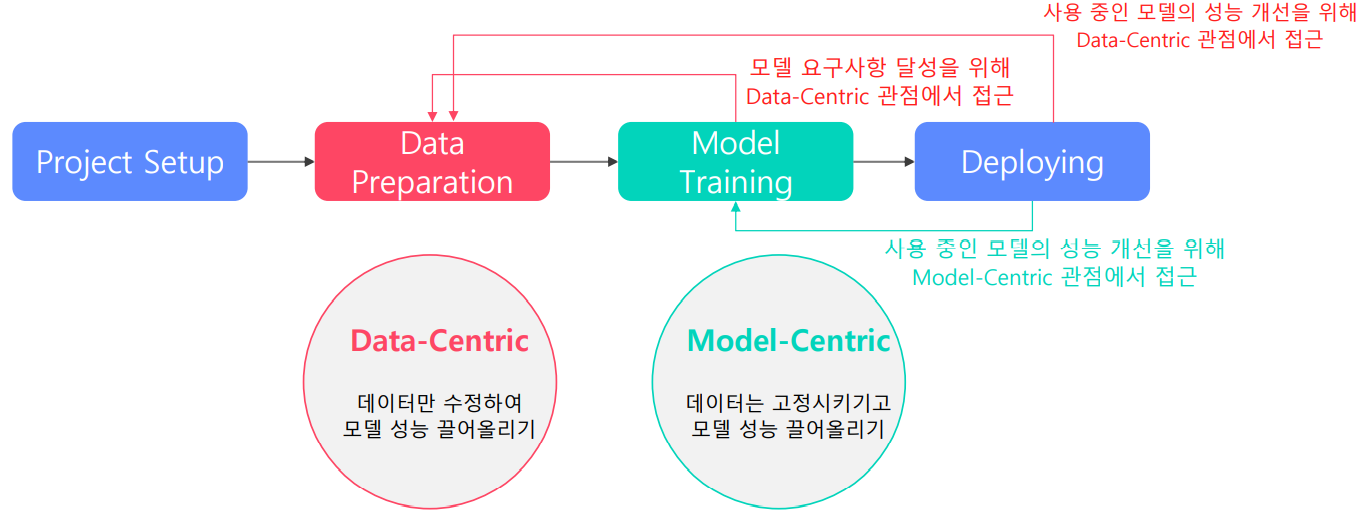 사용 중인 모델의 성능 개선을 위해
Data-Centric 관점에서 접근
모델 요구사항 달성을 위해
Data-Centric 관점에서 접근
Project Setup
Data
Preparation
Model
Training
Deploying
사용 중인 모델의 성능 개선을 위해
Model-Centric 관점에서 접근
Data-Centric
데이터만 수정하여
모델 성능 끌어올리기
Model-Centric
데이터는 고정시키기고
모델 성능 끌어올리기